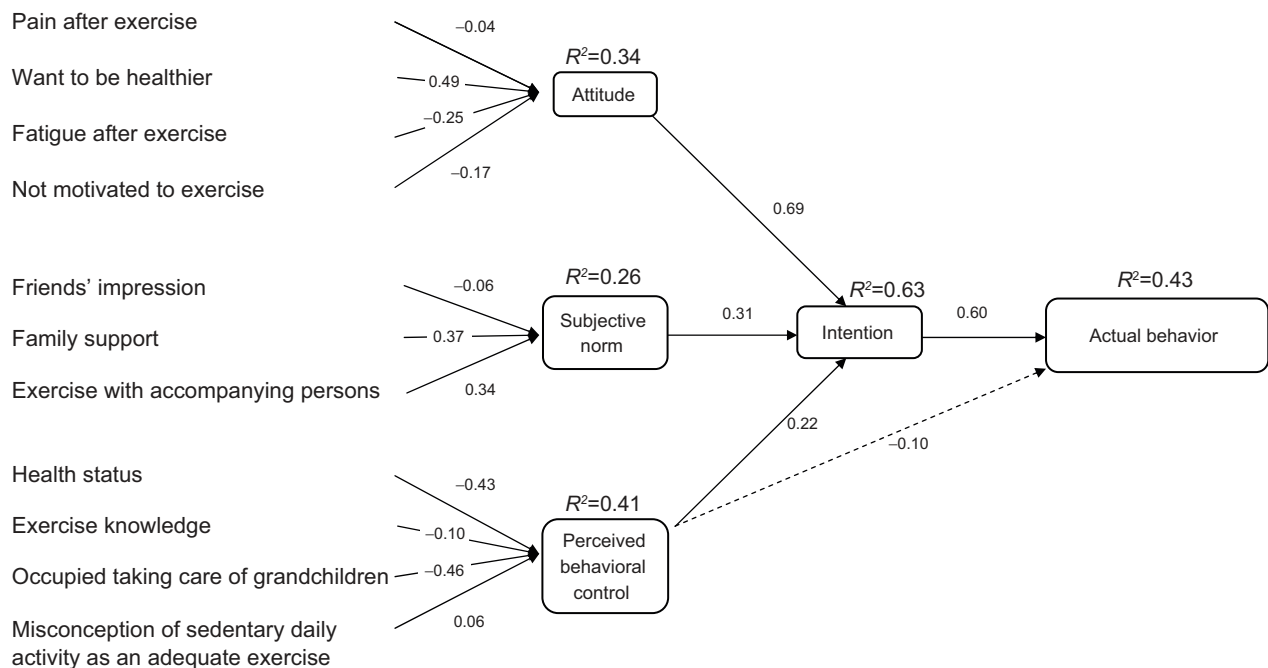 Pain after exercise
−0.04
R²=0.34
Want to be healthier
0.49
Attitude
−0.25
Fatigue after exercise
−0.17
Not motivated to exercise
0.69
Friends’ impression
−0.06
R²=0.26
Family support
0.37
Subjective
norm
0.31
R²=0.63
Intention
0.60
R²=0.43
Actual behavior
Exercise with accompanying persons
0.34
0.22
−0.10
Health status
−0.43
R²=0.41
Exercise knowledge
−0.10
Perceived
behavioral
control
Occupied taking care of grandchildren
−0.46
0.06
Misconception of sedentary daily
activity as an adequate exercise